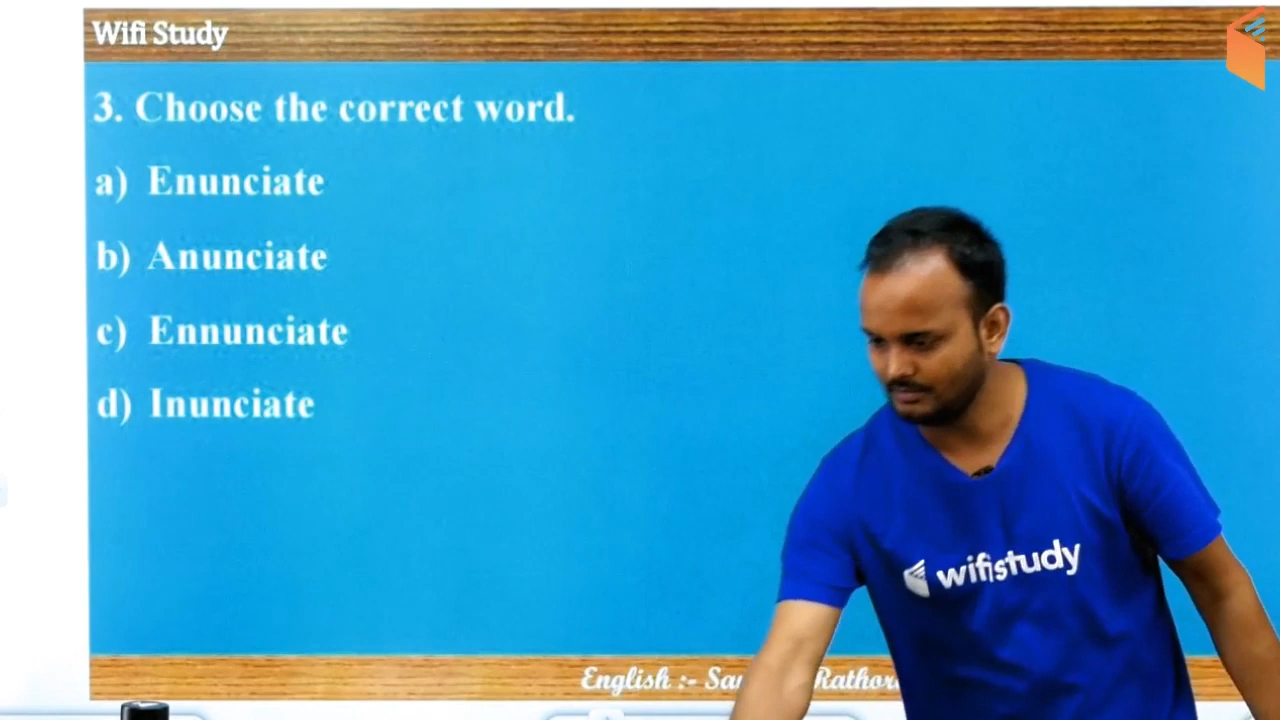 Wifi Study
3. Choose the correct word.
a) Enunciate
b) Anunciate
c) Ennunciate
d) Inunciate
wifistudy
English :-